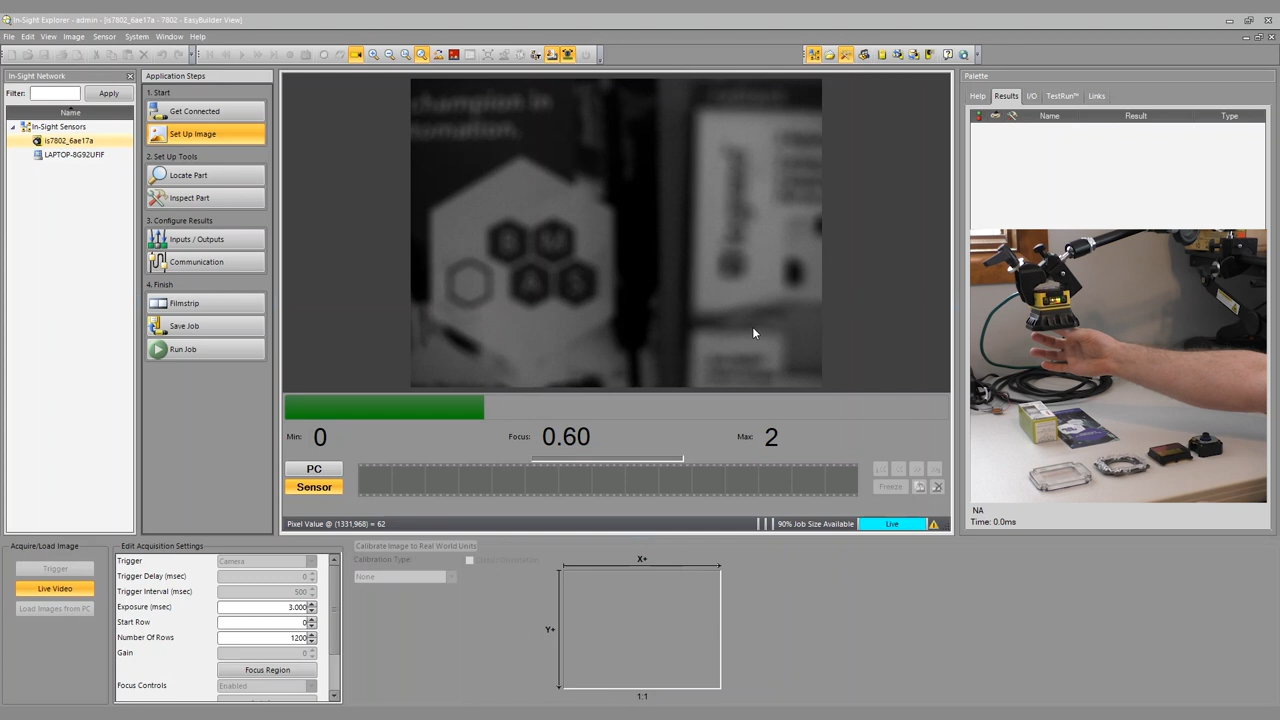 In-Sight Explorer - admin - [is7802_6ae17a - 7802 - EasyBuilder View]
File Edit View Image Sensor System Window Help
In-Sight Network
Filter:
Apply
Name
In-Sight Sensors
is7802_6ae17a
LAPTOP-8G92UFIF
Application Steps
1. Start
Get Connected
Set Up Image
2. Set Up Tools
Locate Part
Inspect Part
3. Configure Results
Inputs / Outputs
Communication
4. Finish
Filmstrip
Save Job
Run Job
champion in
tomation.
B M
A S
Min: 0 Focus: 0.60 Max: 2
PC
Sensor
Freeze
Pixel Value @ (1331,968) = 62
90% Job Size Available
Live
Palette
Help Results I/O TestRun™ Links
Name Result Type
NA
Time: 0.0ms
Acquire/Load Image
Trigger
Live Video
Load Images from PC
Edit Acquisition Settings
Trigger Camera
Trigger Delay (msec) 0
Trigger Interval (msec) 500
Exposure (msec) 3.000
Start Row 0
Number Of Rows 1200
Gain 0
Focus Region
Focus Controls Enabled
Calibrate Image to Real World Units
Calibration Type:
None
X+
Y+
1:1